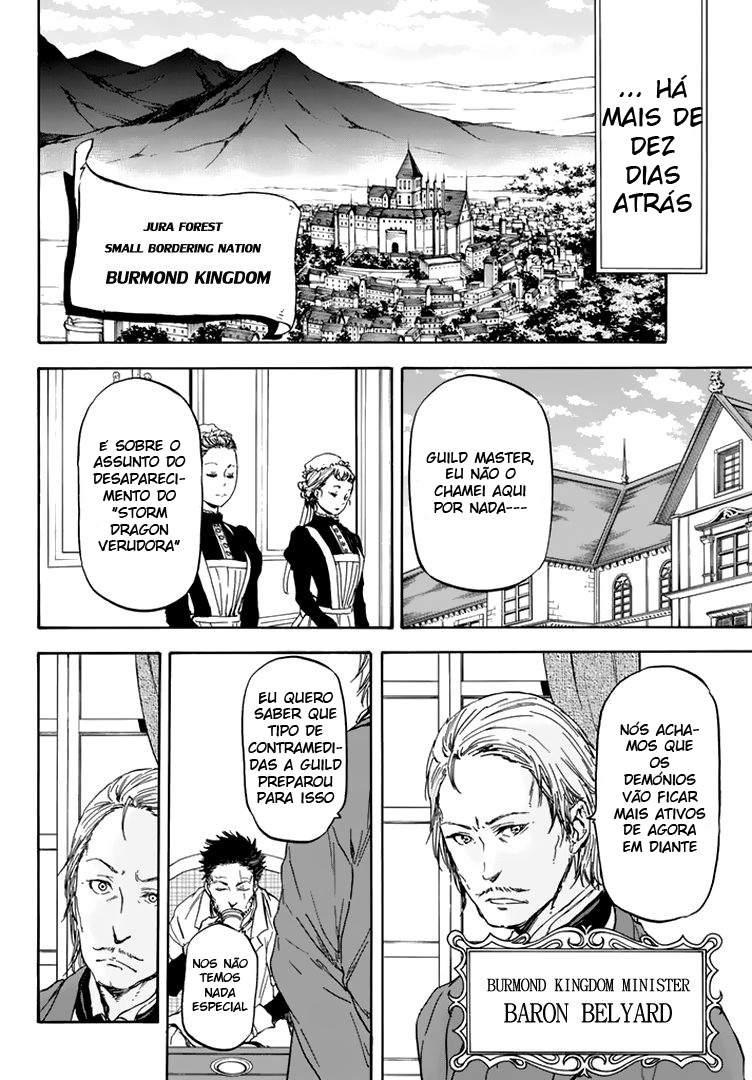 ... HÁ
MAIS DE
DEZ
DIAS
ATRÁS
JURA FOREST
SMALL BORDERING NATION
BURMOND KINGDOM
GUILD MASTER,
EU NÃO O
CHAMEI AQUI
POR NADA---
É SOBRE O
ASSUNTO DO
DESAPARECI-
MENTO DO
"STORM
DRAGON
VERUDORA"
NÓS ACHA-
MOS QUE
OS
DEMÓNIOS
VÃO FICAR
MAIS ATIVOS
DE AGORA
EM DIANTE
BURMOND KINGDOM MINISTER
BARON BELYARD
EU QUERO
SABER QUE
TIPO DE
CONTRAMEDI-
DAS A GUILD
PREPAROU
PARA ISSO
NOS NÃO
TEMOS
NADA
ESPECIAL